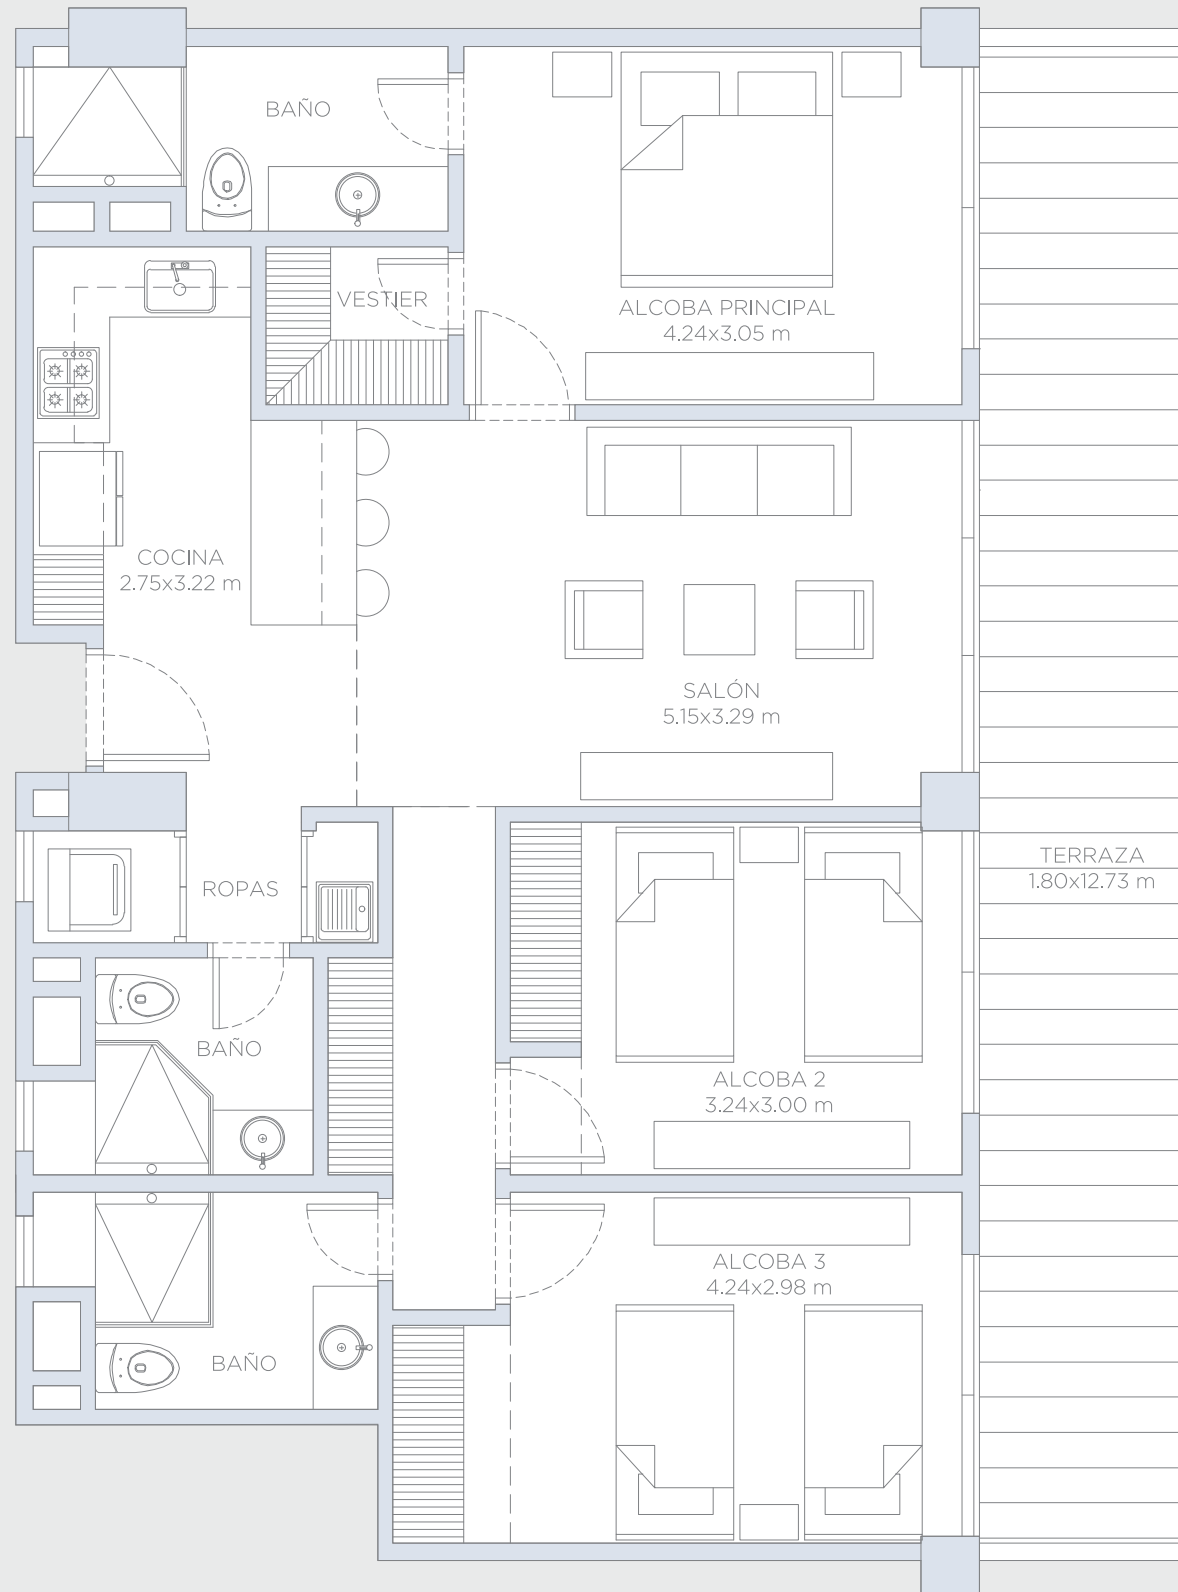 BAÑO
VESTIER
ALCOBA PRINCIPAL
4.24x3.05 m
COCINA
2.75x3.22 m
SALÓN
5.15x3.29 m
ROPAS
TERRAZA
1.80x12.73 m
BAÑO
ALCOBA 2
3.24x3.00 m
ALCOBA 3
4.24x2.98 m
BAÑO